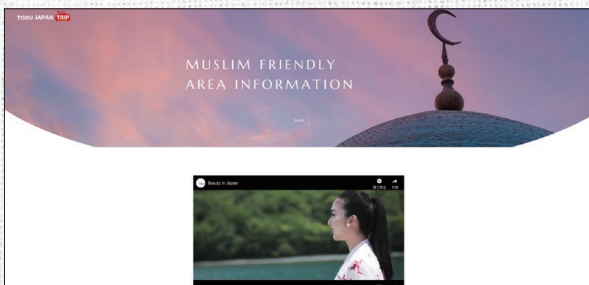 TOBU JAPAN TRIP
MUSLIM FRIENDLY
AREA INFORMATION
Beauty in Japan